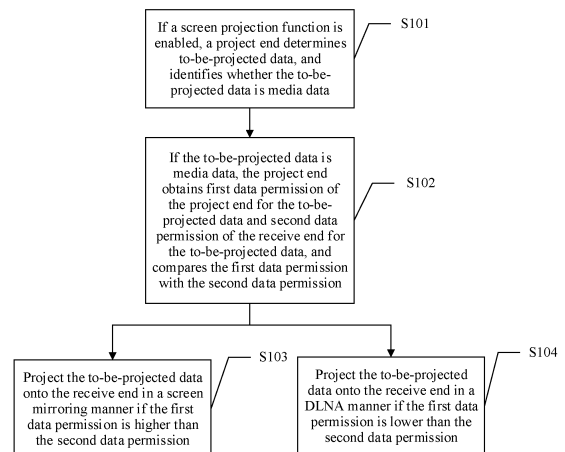 If a screen projection function is
enabled, a project end determines
to-be-projected data, and
identifies whether the to-be-
projected data is media data
S101
If the to-be-projected data is
media data, the project end
obtains first data permission of
the project end for the to-be-
projected data and second data
permission of the receive end for
the to-be-projected data, and
compares the first data permission
with the second data permission
S102
Project the to-be-projected data
onto the receive end in a screen
mirroring manner if the first
data permission is higher than
the second data permission
S103
Project the to-be-projected
data onto the receive end in a
DLNA manner if the first data
permission is lower than the
second data permission
S104